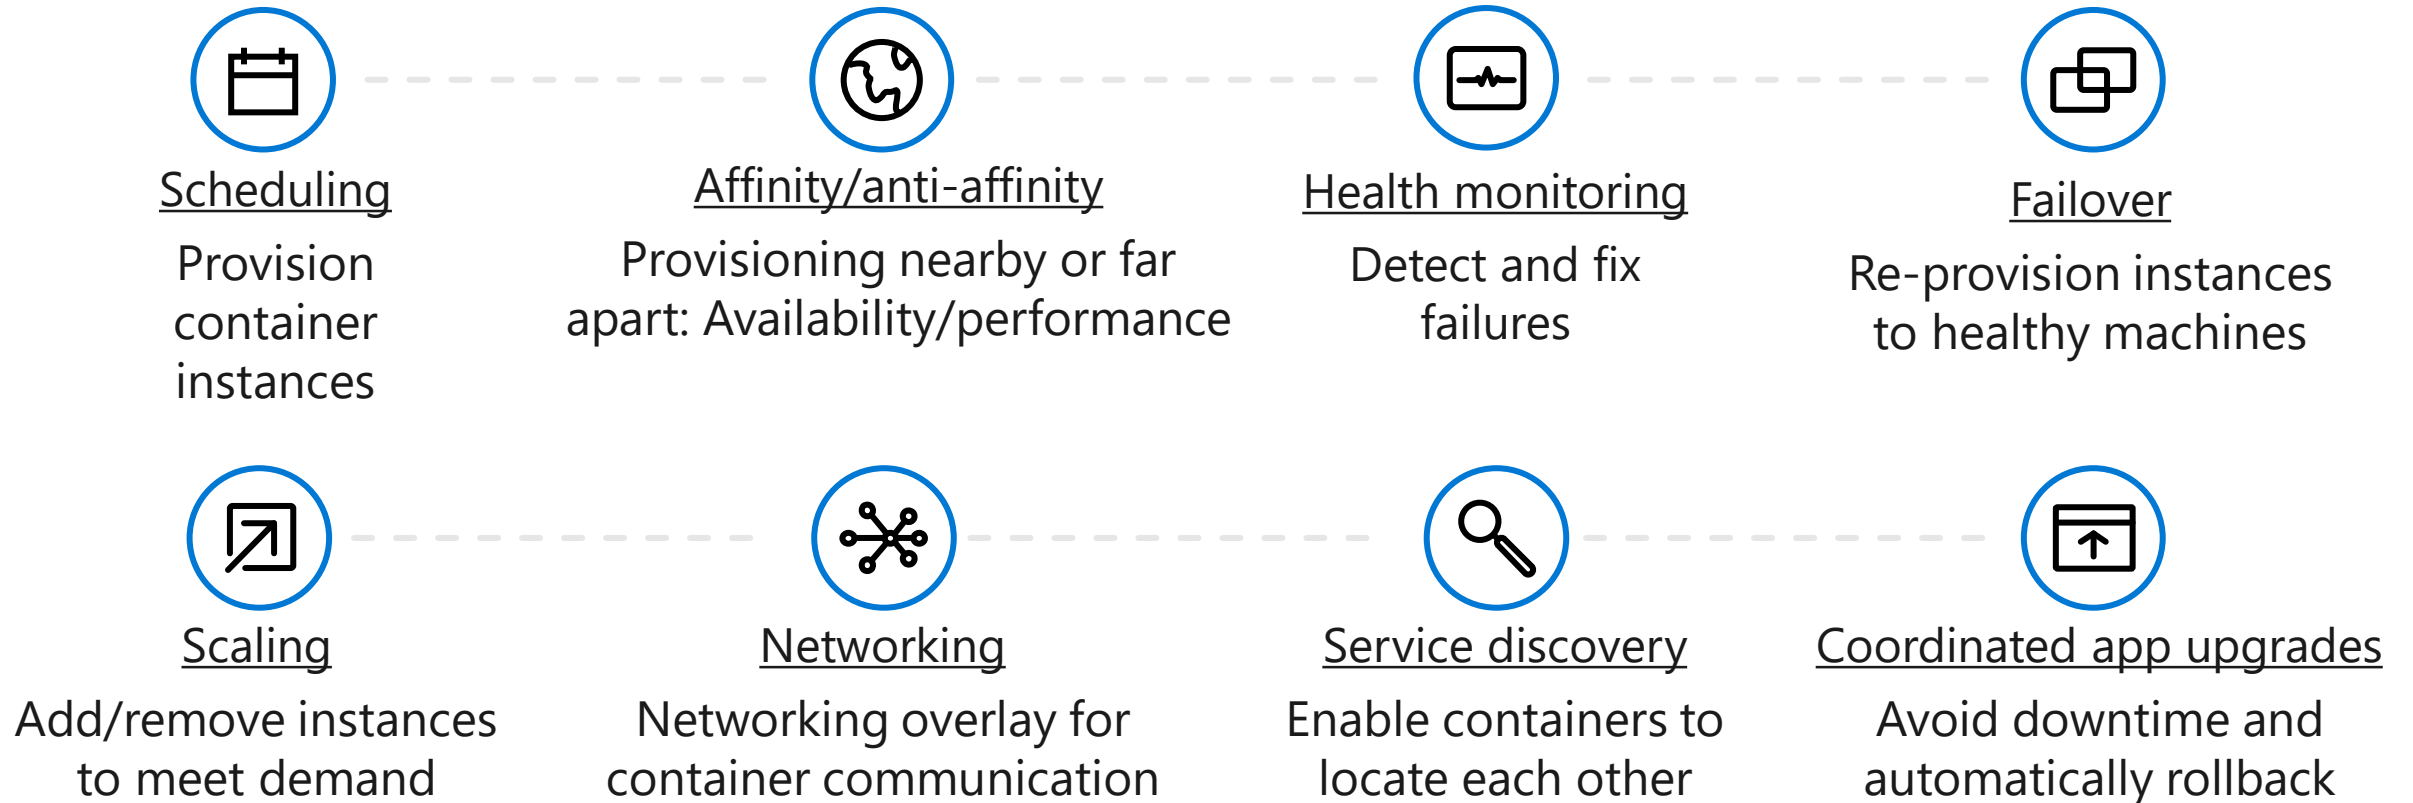 Scheduling
Provision
container
instances
Affinity/anti-affinity
Provisioning nearby or far
apart: Availability/performance
Health monitoring
Detect and fix
failures
Failover
Re-provision instances
to healthy machines
Scaling
Add/remove instances
to meet demand
Networking
Networking overlay for
container communication
Service discovery
Enable containers to
locate each other
Coordinated app upgrades
Avoid downtime and
automatically rollback